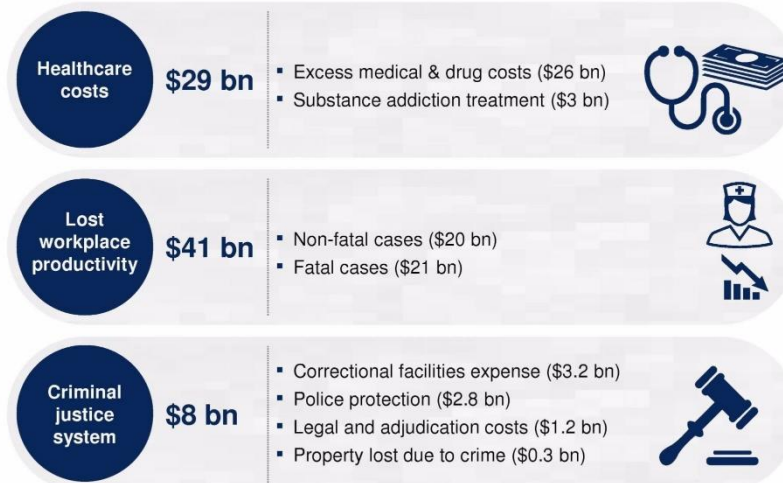 Healthcare
costs
$29 bn
▪ Excess medical & drug costs ($26 bn)
▪ Substance addiction treatment ($3 bn)
Lost
workplace
productivity
$41 bn
▪ Non-fatal cases ($20 bn)
▪ Fatal cases ($21 bn)
Criminal
justice
system
$8 bn
▪ Correctional facilities expense ($3.2 bn)
▪ Police protection ($2.8 bn)
▪ Legal and adjudication costs ($1.2 bn)
▪ Property lost due to crime ($0.3 bn)